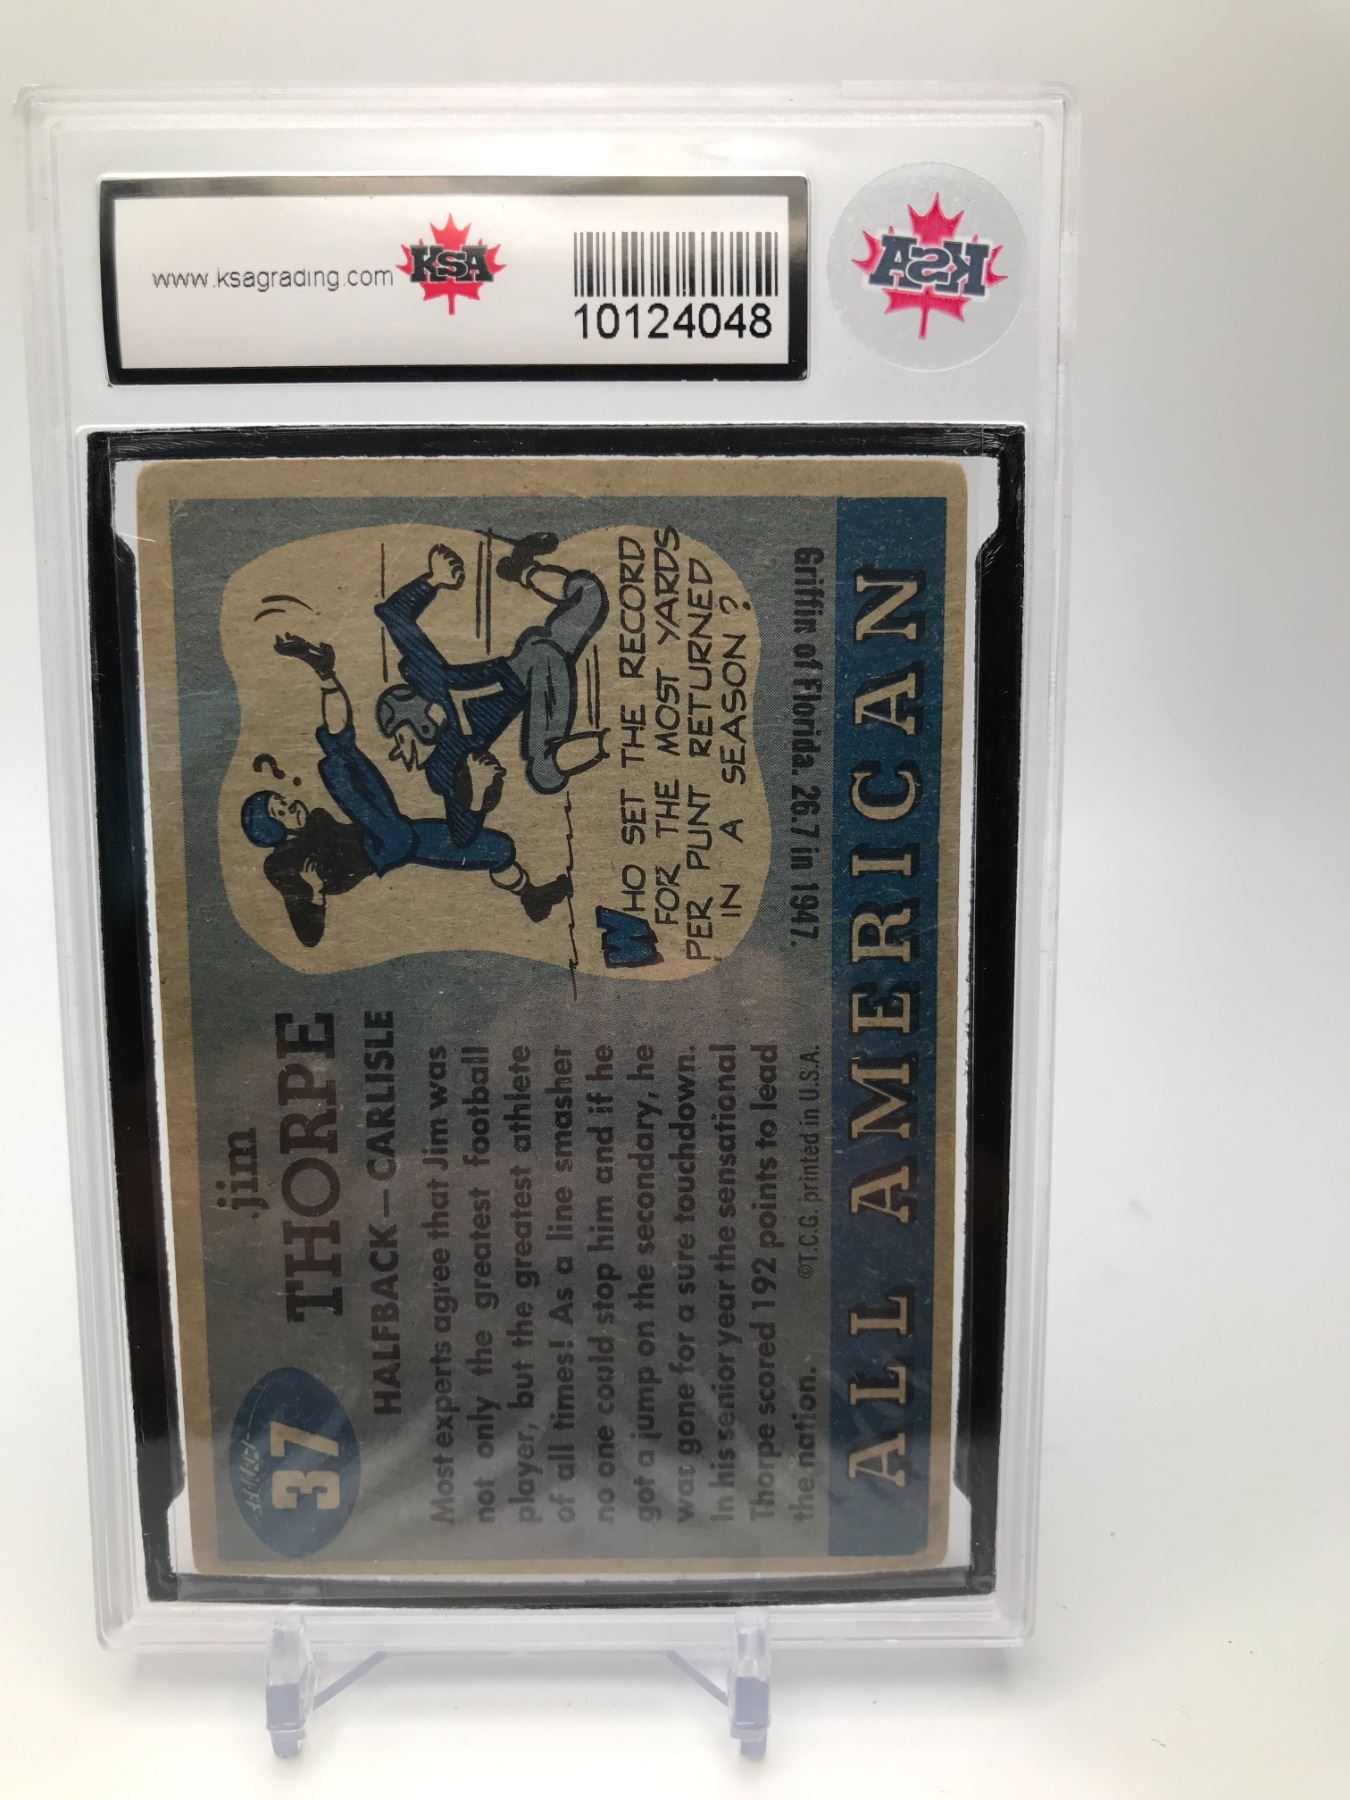 www.ksagrading.com
KSA
10124048
KSA
37
jim
THORPE
HALFBACK—CARLISLE
Most experts agree that Jim was
not only the greatest football
player, but the greatest athlete
of all times! As a line smasher
no one could stop him and if he
got a jump on the secondary, he
was gone for a sure touchdown.
In his senior year the sensational
Thorpe scored 192 points to lead
the nation.
©T.C.G. printed in U.S.A.
?
WHO SET THE RECORD
FOR THE MOST YARDS
PER PUNT RETURNED
IN A SEASON?
Griffin of Florida. 26.7 in 1947.
ALL AMERICAN